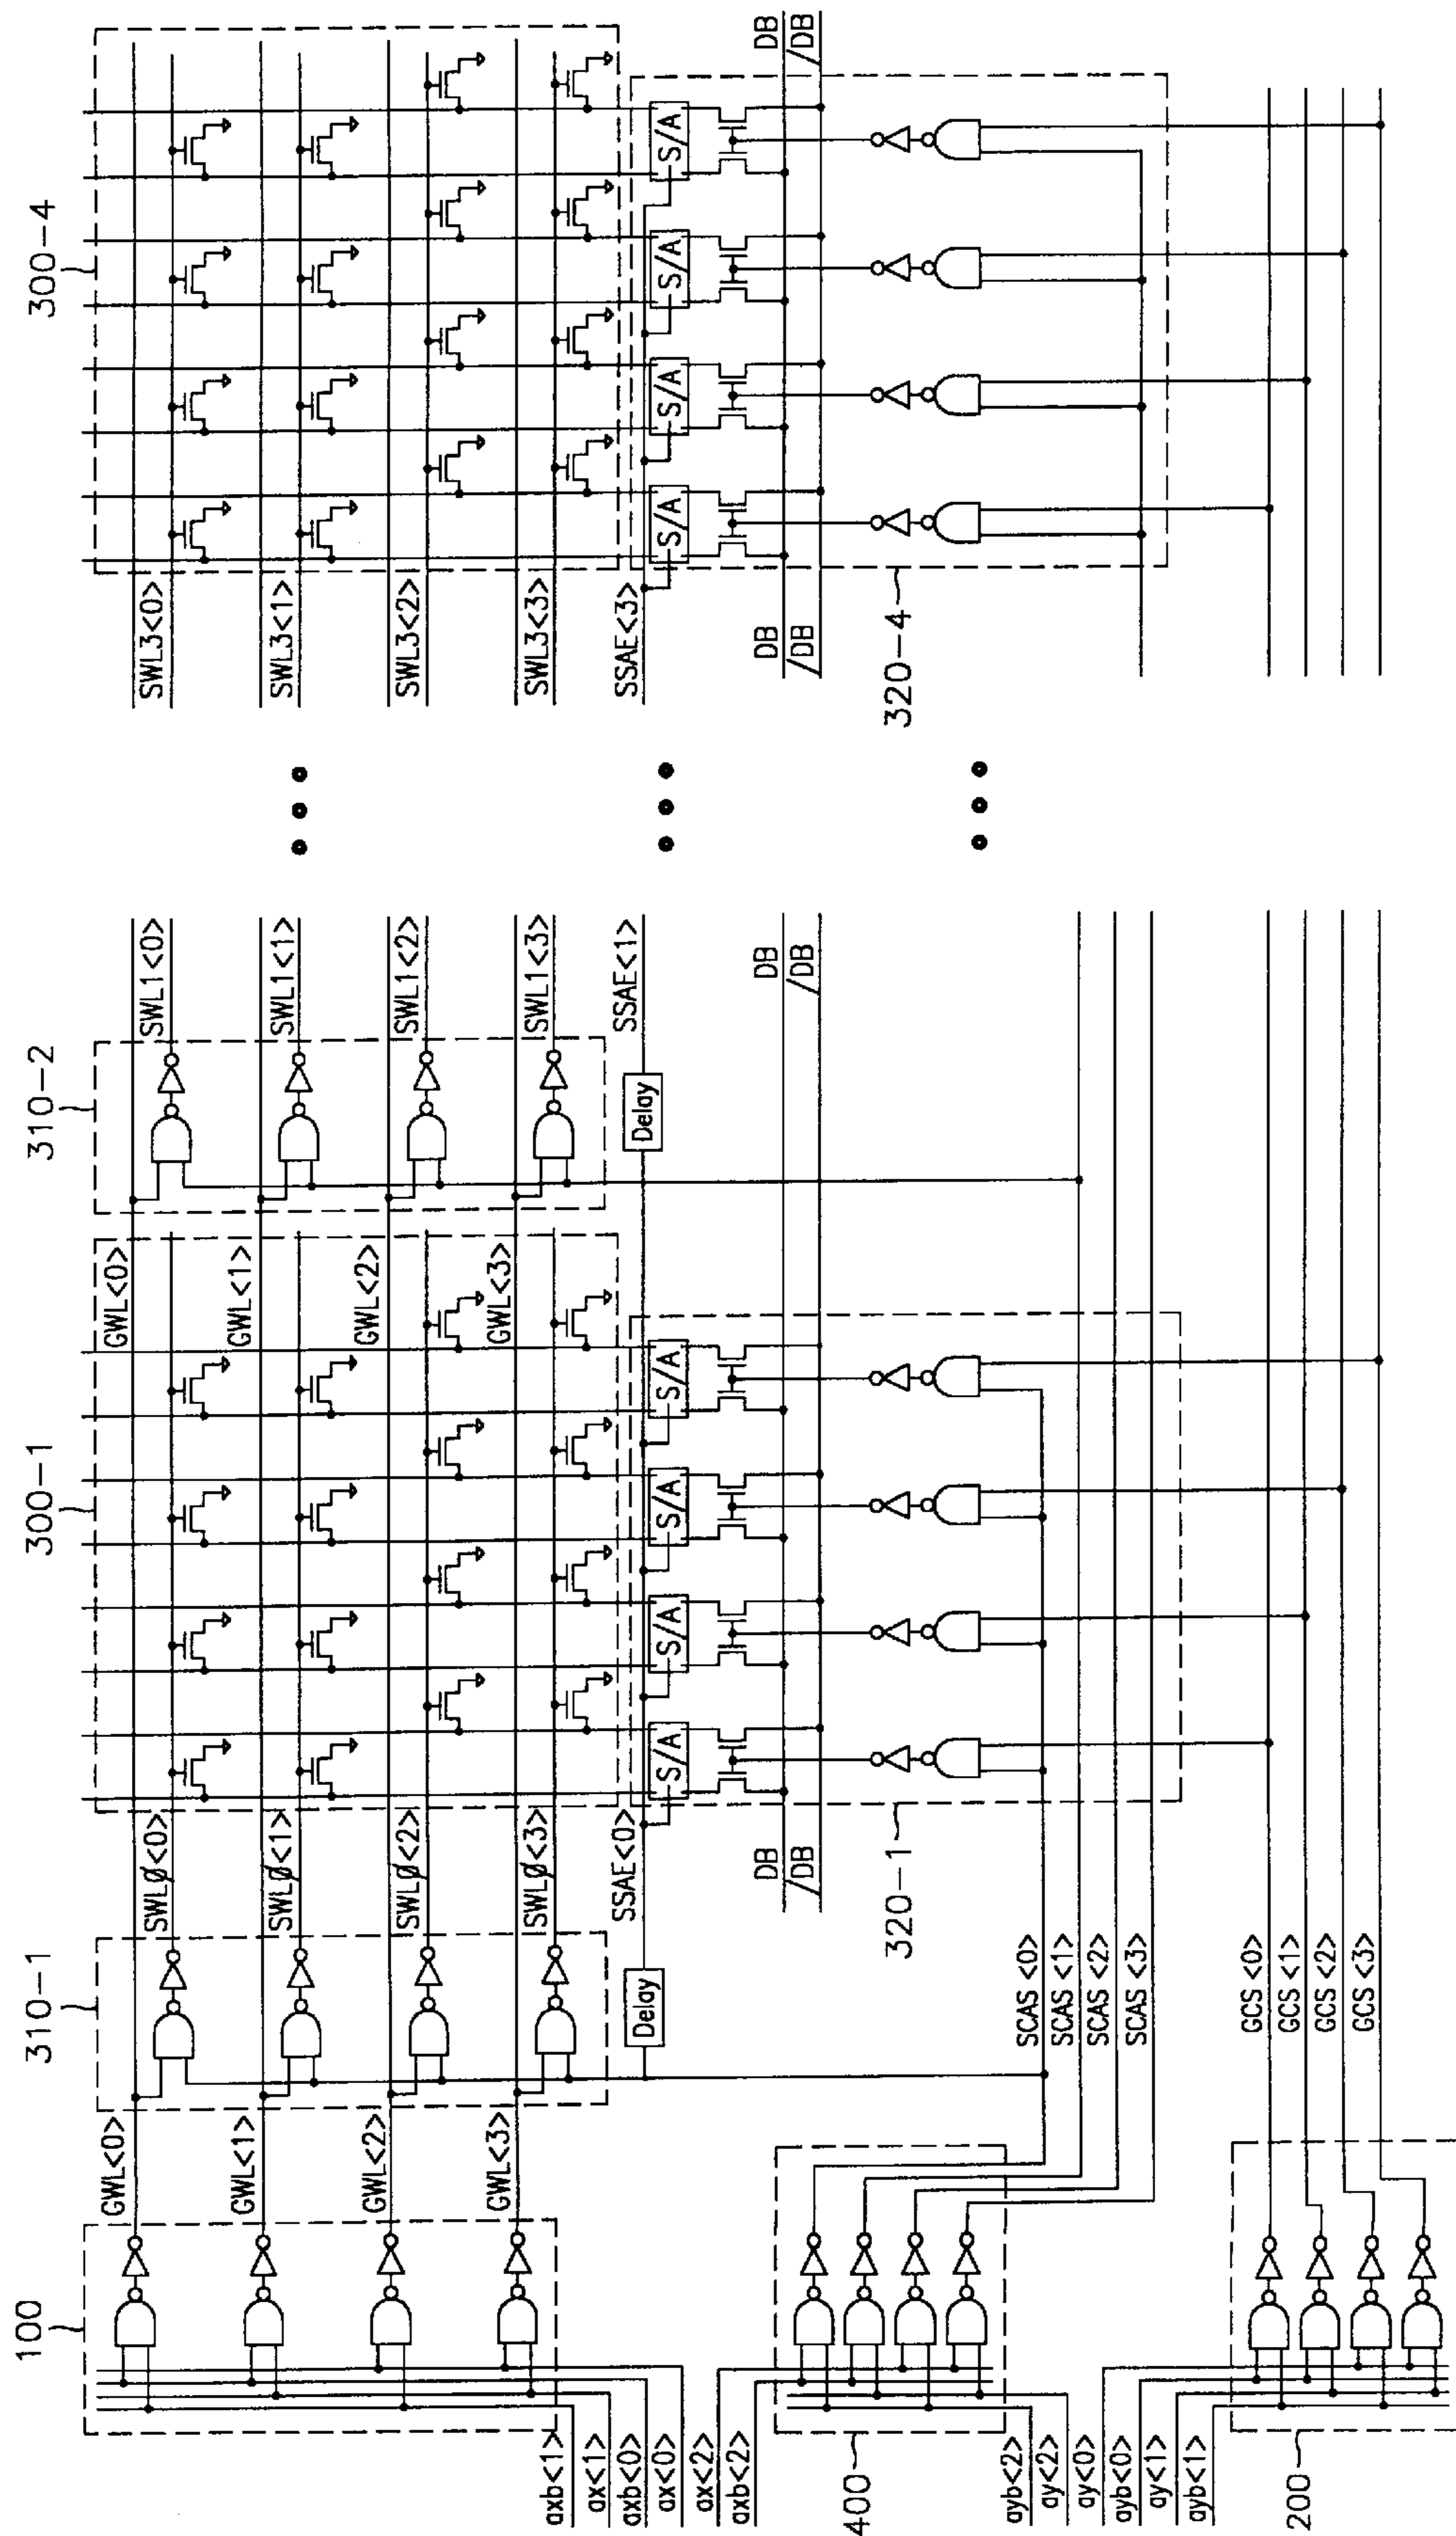 100
310-1
300-1
310-2
300-4
GWL<0>
SWLØ<0>
GWL<0>
SWL1<0>
SWL3<0>
GWL<1>
SWLØ<1>
GWL<1>
SWL1<1>
SWL3<1>
GWL<2>
SWLØ<2>
GWL<2>
SWL1<2>
SWL3<2>
GWL<3>
SWLØ<3>
GWL<3>
SWL1<3>
SWL3<3>
axb<1>
ax<1>
axb<0>
ax<0>
ax<2>
axb<2>
Delay
SSAE<0>
S/A
S/A
S/A
S/A
Delay
SSAE<1>
SSAE<3>
S/A
S/A
S/A
S/A
DB
/DB
DB
/DB
DB
/DB
DB
/DB
400
320-1
320-4
ayb<2>
ay<2>
ay<0>
ayb<0>
ay<1>
ayb<1>
SCAS <0>
SCAS <1>
SCAS <2>
SCAS <3>
GCS <0>
GCS <1>
GCS <2>
GCS <3>
200